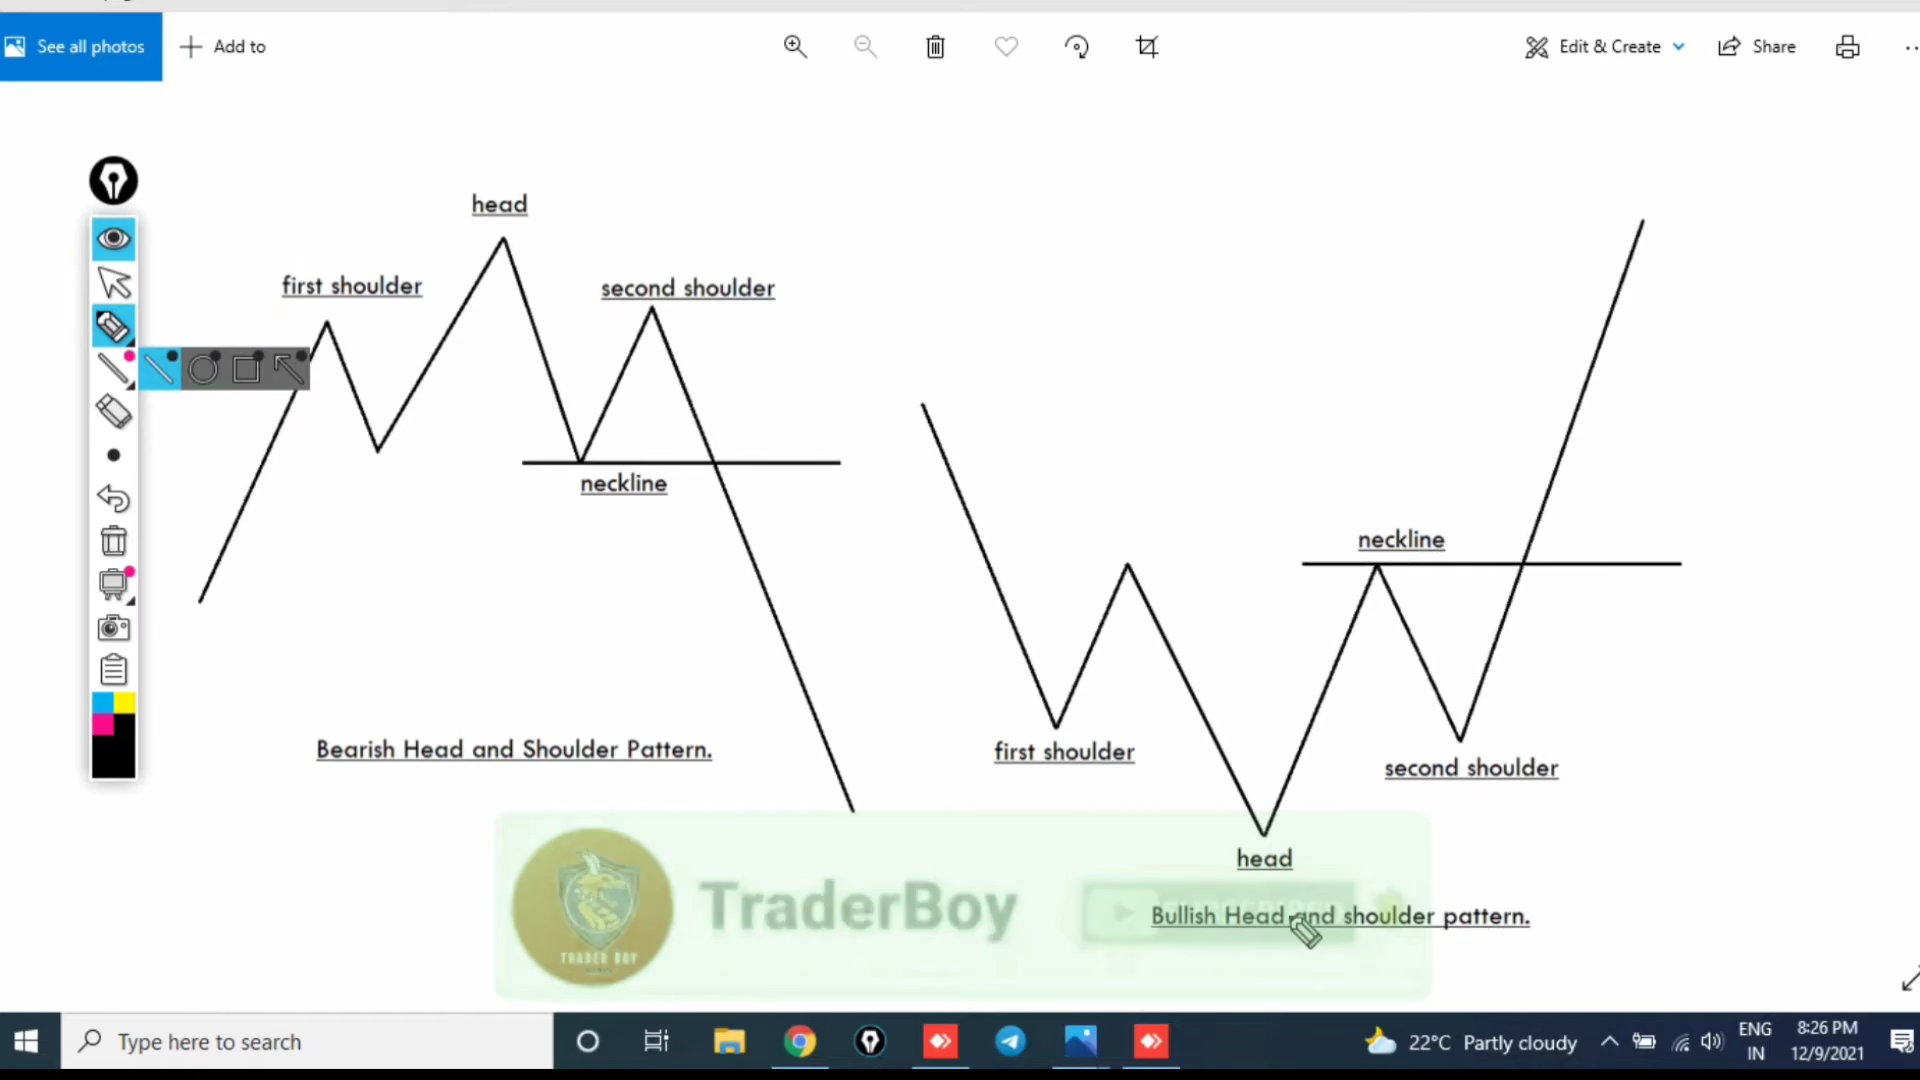 See all photos
Add to
Edit & Create
Share
head
first shoulder
second shoulder
neckline
neckline
Bearish Head and Shoulder Pattern.
first shoulder
second shoulder
head
TraderBoy
Bullish Head and shoulder pattern.
TRADER BOY
Type here to search
22°C Partly cloudy
ENG
IN
8:26 PM
12/9/2021